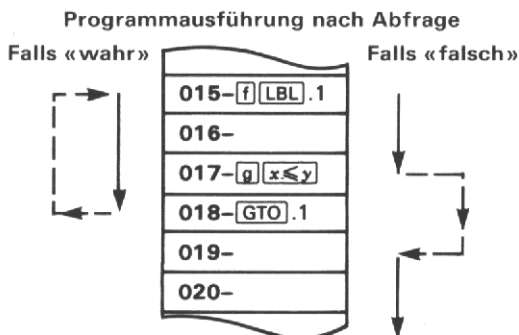 Programmausführung nach Abfrage
Falls «wahr»
Falls «falsch»
015- f LBL .1
016-
017- g x≤y
018- GTO .1
019-
020-